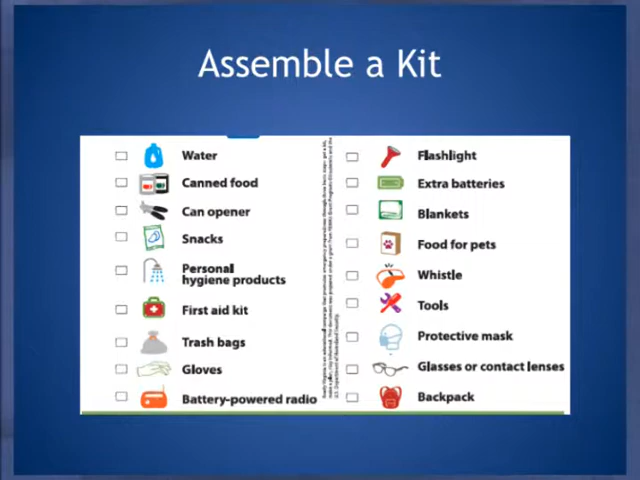 Assemble a Kit
Water
Canned food
Can opener
Snacks
Personal
hygiene products
First aid kit
Trash bags
Gloves
Battery-powered radio
Flashlight
Extra batteries
Blankets
Food for pets
Whistle
Tools
Protective mask
Glasses or contact lenses
Backpack